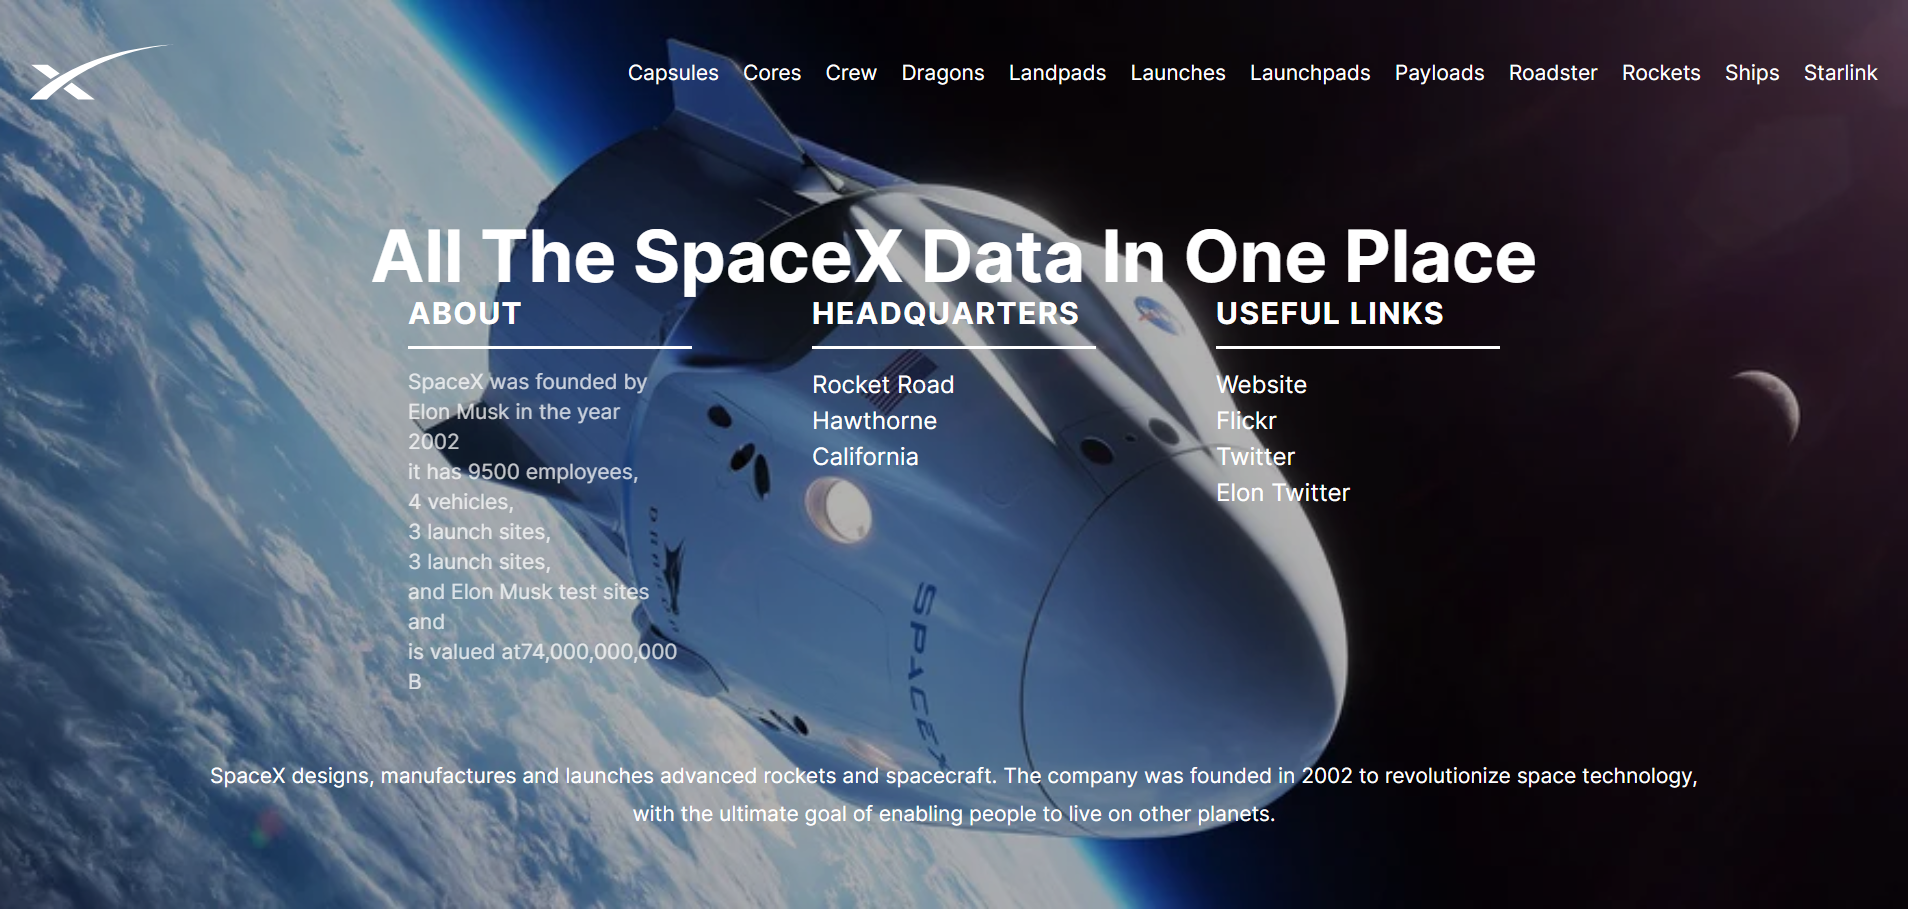 Capsules Cores Crew Dragons Landpads Launches Launchpads Payloads Roadster Rockets Ships Starlink
All The SpaceX Data In One Place
ABOUT
SpaceX was founded by
Elon Musk in the year
2002
it has 9500 employees,
4 vehicles,
3 launch sites,
3 launch sites,
and Elon Musk test sites
and
is valued at74,000,000,000
B
HEADQUARTERS
Rocket Road
Hawthorne
California
USEFUL LINKS
Website
Flickr
Twitter
Elon Twitter
DRAGON
SPACEX
SpaceX designs, manufactures and launches advanced rockets and spacecraft. The company was founded in 2002 to revolutionize space technology,
with the ultimate goal of enabling people to live on other planets.